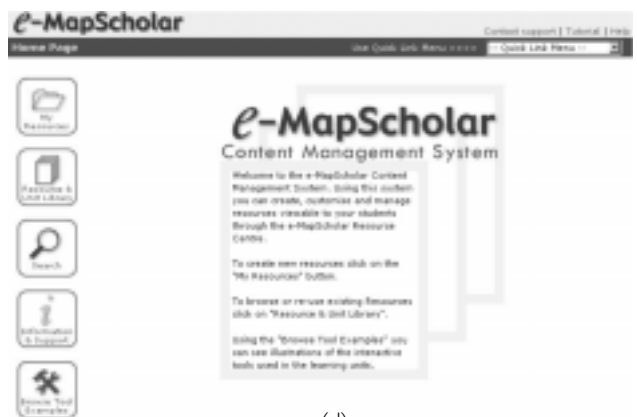 e-MapScholar
Content support | Tutorial | Help
Home Page
Use Quick Link Menu >>>>
-- Quick Link Menu --
My
Resources
Resource &
Unit Library
Search
Information
& Support
Browse Tool
Examples
e-MapScholar
Content Management System
Welcome to the e-MapScholar Content
Management System. Using this system
you can create, customise and manage
resources viewable to your students
through the e-MapScholar Resource
Centre.
To create new resources click on the
"My Resources" button.
To browse or re-use existing Resources
click on "Resource & Unit Library".
Using the "Browse Tool Examples" you
can see illustrations of the interactive
tools used in the learning units.
(d)